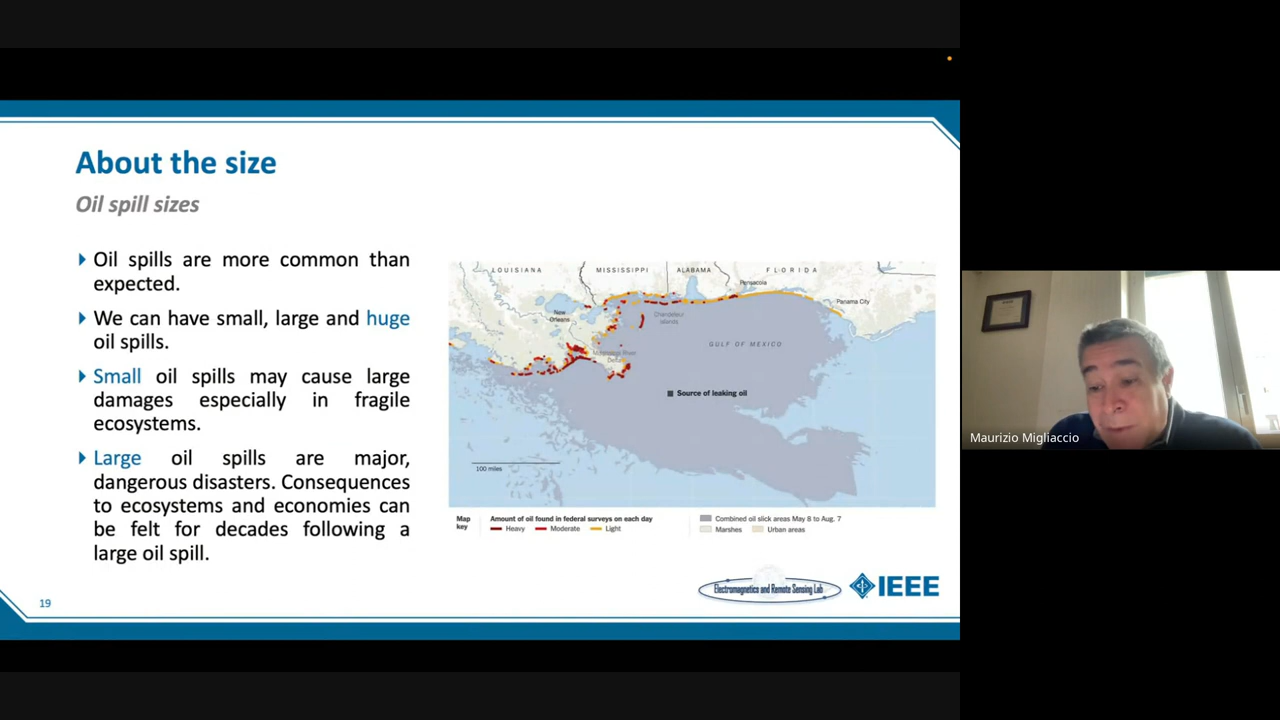 About the size
Oil spill sizes
Oil spills are more common than
expected.
We can have small, large and huge
oil spills.
Small oil spills may cause large
damages especially in fragile
ecosystems.
Large oil spills are major,
dangerous disasters. Consequences
to ecosystems and economies can
be felt for decades following a
large oil spill.
LOUISIANA MISSISSIPPI ALABAMA FLORIDA
Pensacola
Panama City
New
Orleans
Chandeleur
Islands
Mississippi River
Delta
GULF OF MEXICO
Source of leaking oil
100 miles
Map
key
Amount of oil found in federal surveys on each day
Heavy Moderate Light
Combined oil slick areas May 8 to Aug. 7
Marshes Urban areas
Electromagnetics and Remote Sensing Lab
IEEE
19
Maurizio Migliaccio